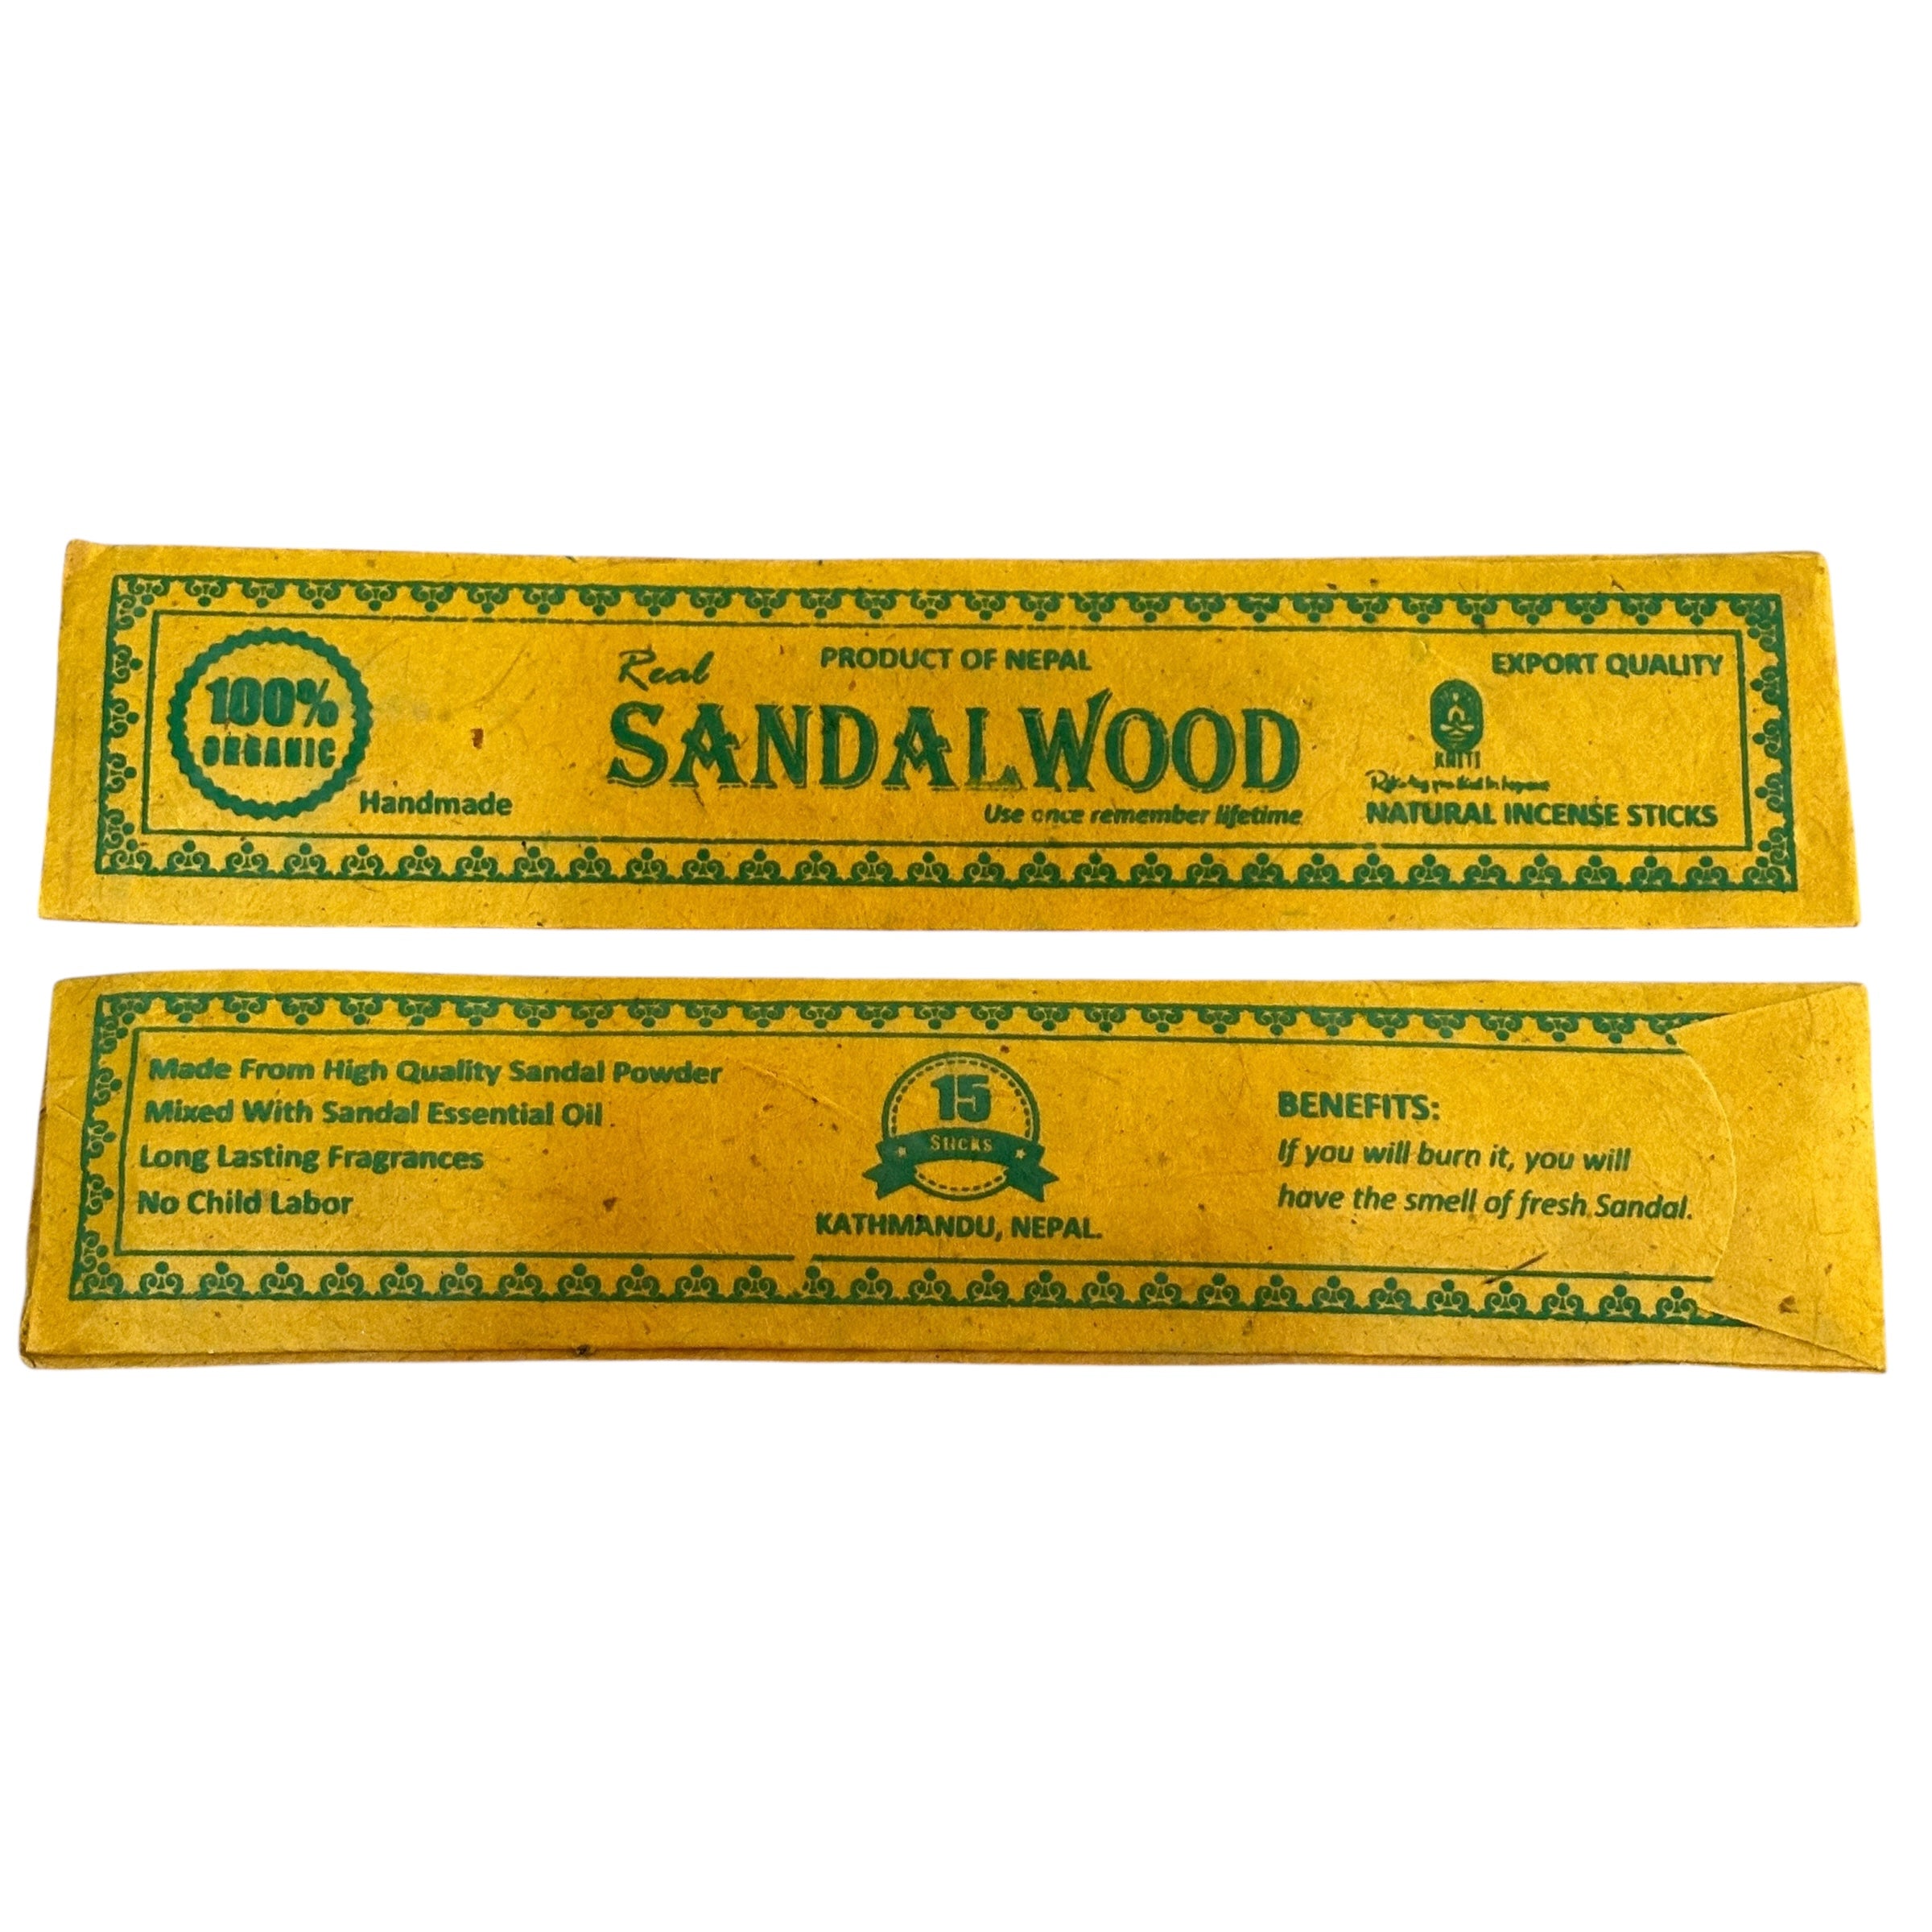 100%
ORGANIC
Handmade
Real
PRODUCT OF NEPAL
SANDALWOOD
Use once remember lifetime
EXPORT QUALITY
NATURAL INCENSE STICKS
Made From High Quality Sandal Powder
Mixed With Sandal Essential Oil
Long Lasting Fragrances
No Child Labor
15
Sticks
KATHMANDU, NEPAL.
BENEFITS:
If you will burn it, you will
have the smell of fresh Sandal.